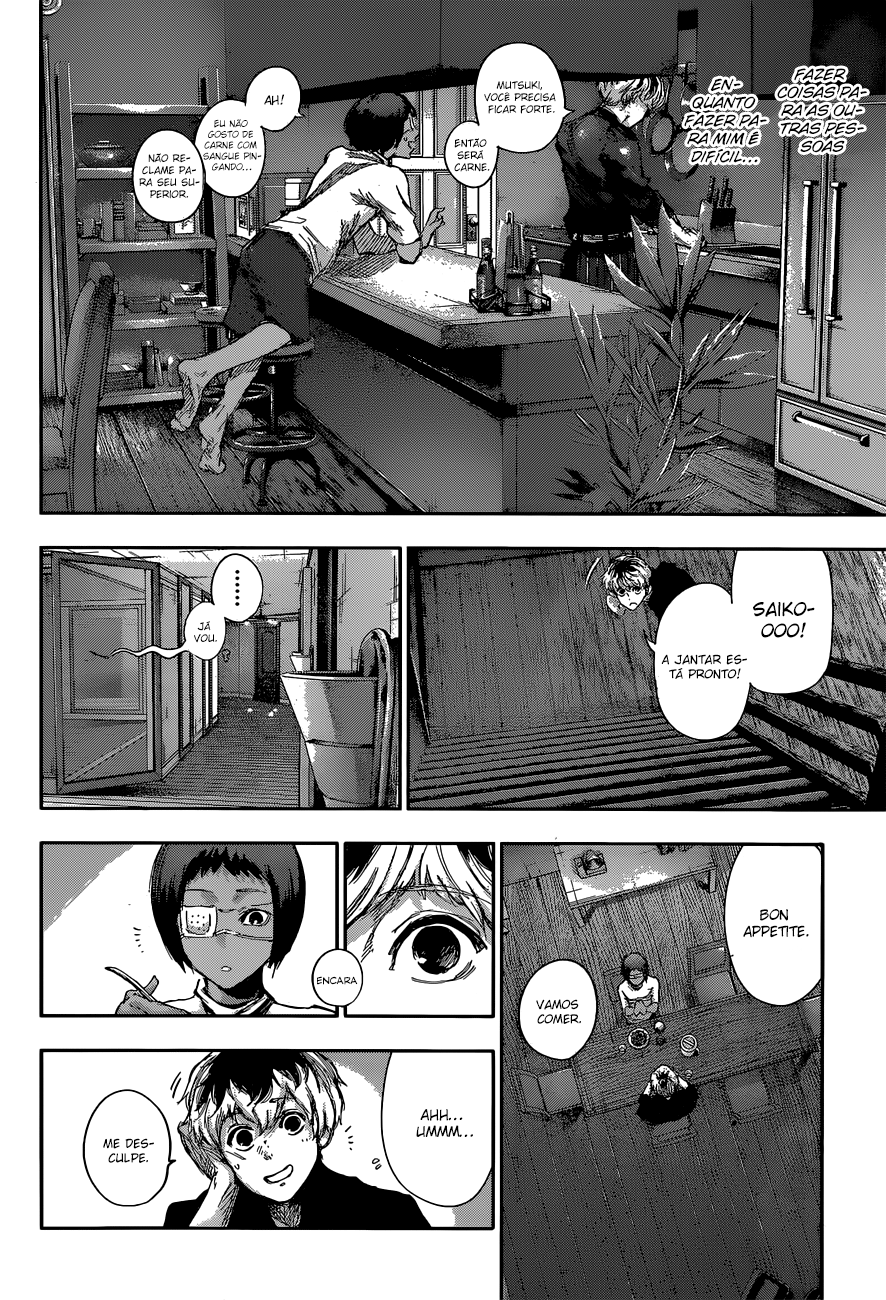 FAZER
COISAS PA-
RA AS OU-
TRAS PES-
SOAS
EN-
QUANTO
FAZER PA-
RA MIM É
DIFÍCIL...
MUTSUKI,
VOCÊ PRECISA
FICAR FORTE.
ENTÃO
SERÁ
CARNE.
AH!
EU NÃO
GOSTO DE
CARNE COM
SANGUE PIN-
GANDO...
NÃO RE-
CLAME PA-
RA SEU SU-
PERIOR.
SAIKO-
OOO!
A JANTAR ES-
TÁ PRONTO!
......
JÁ
VOU.
BON
APPETITE.
VAMOS
COMER.
ENCARA
AHH...
UMMM...
ME DES-
CULPE.